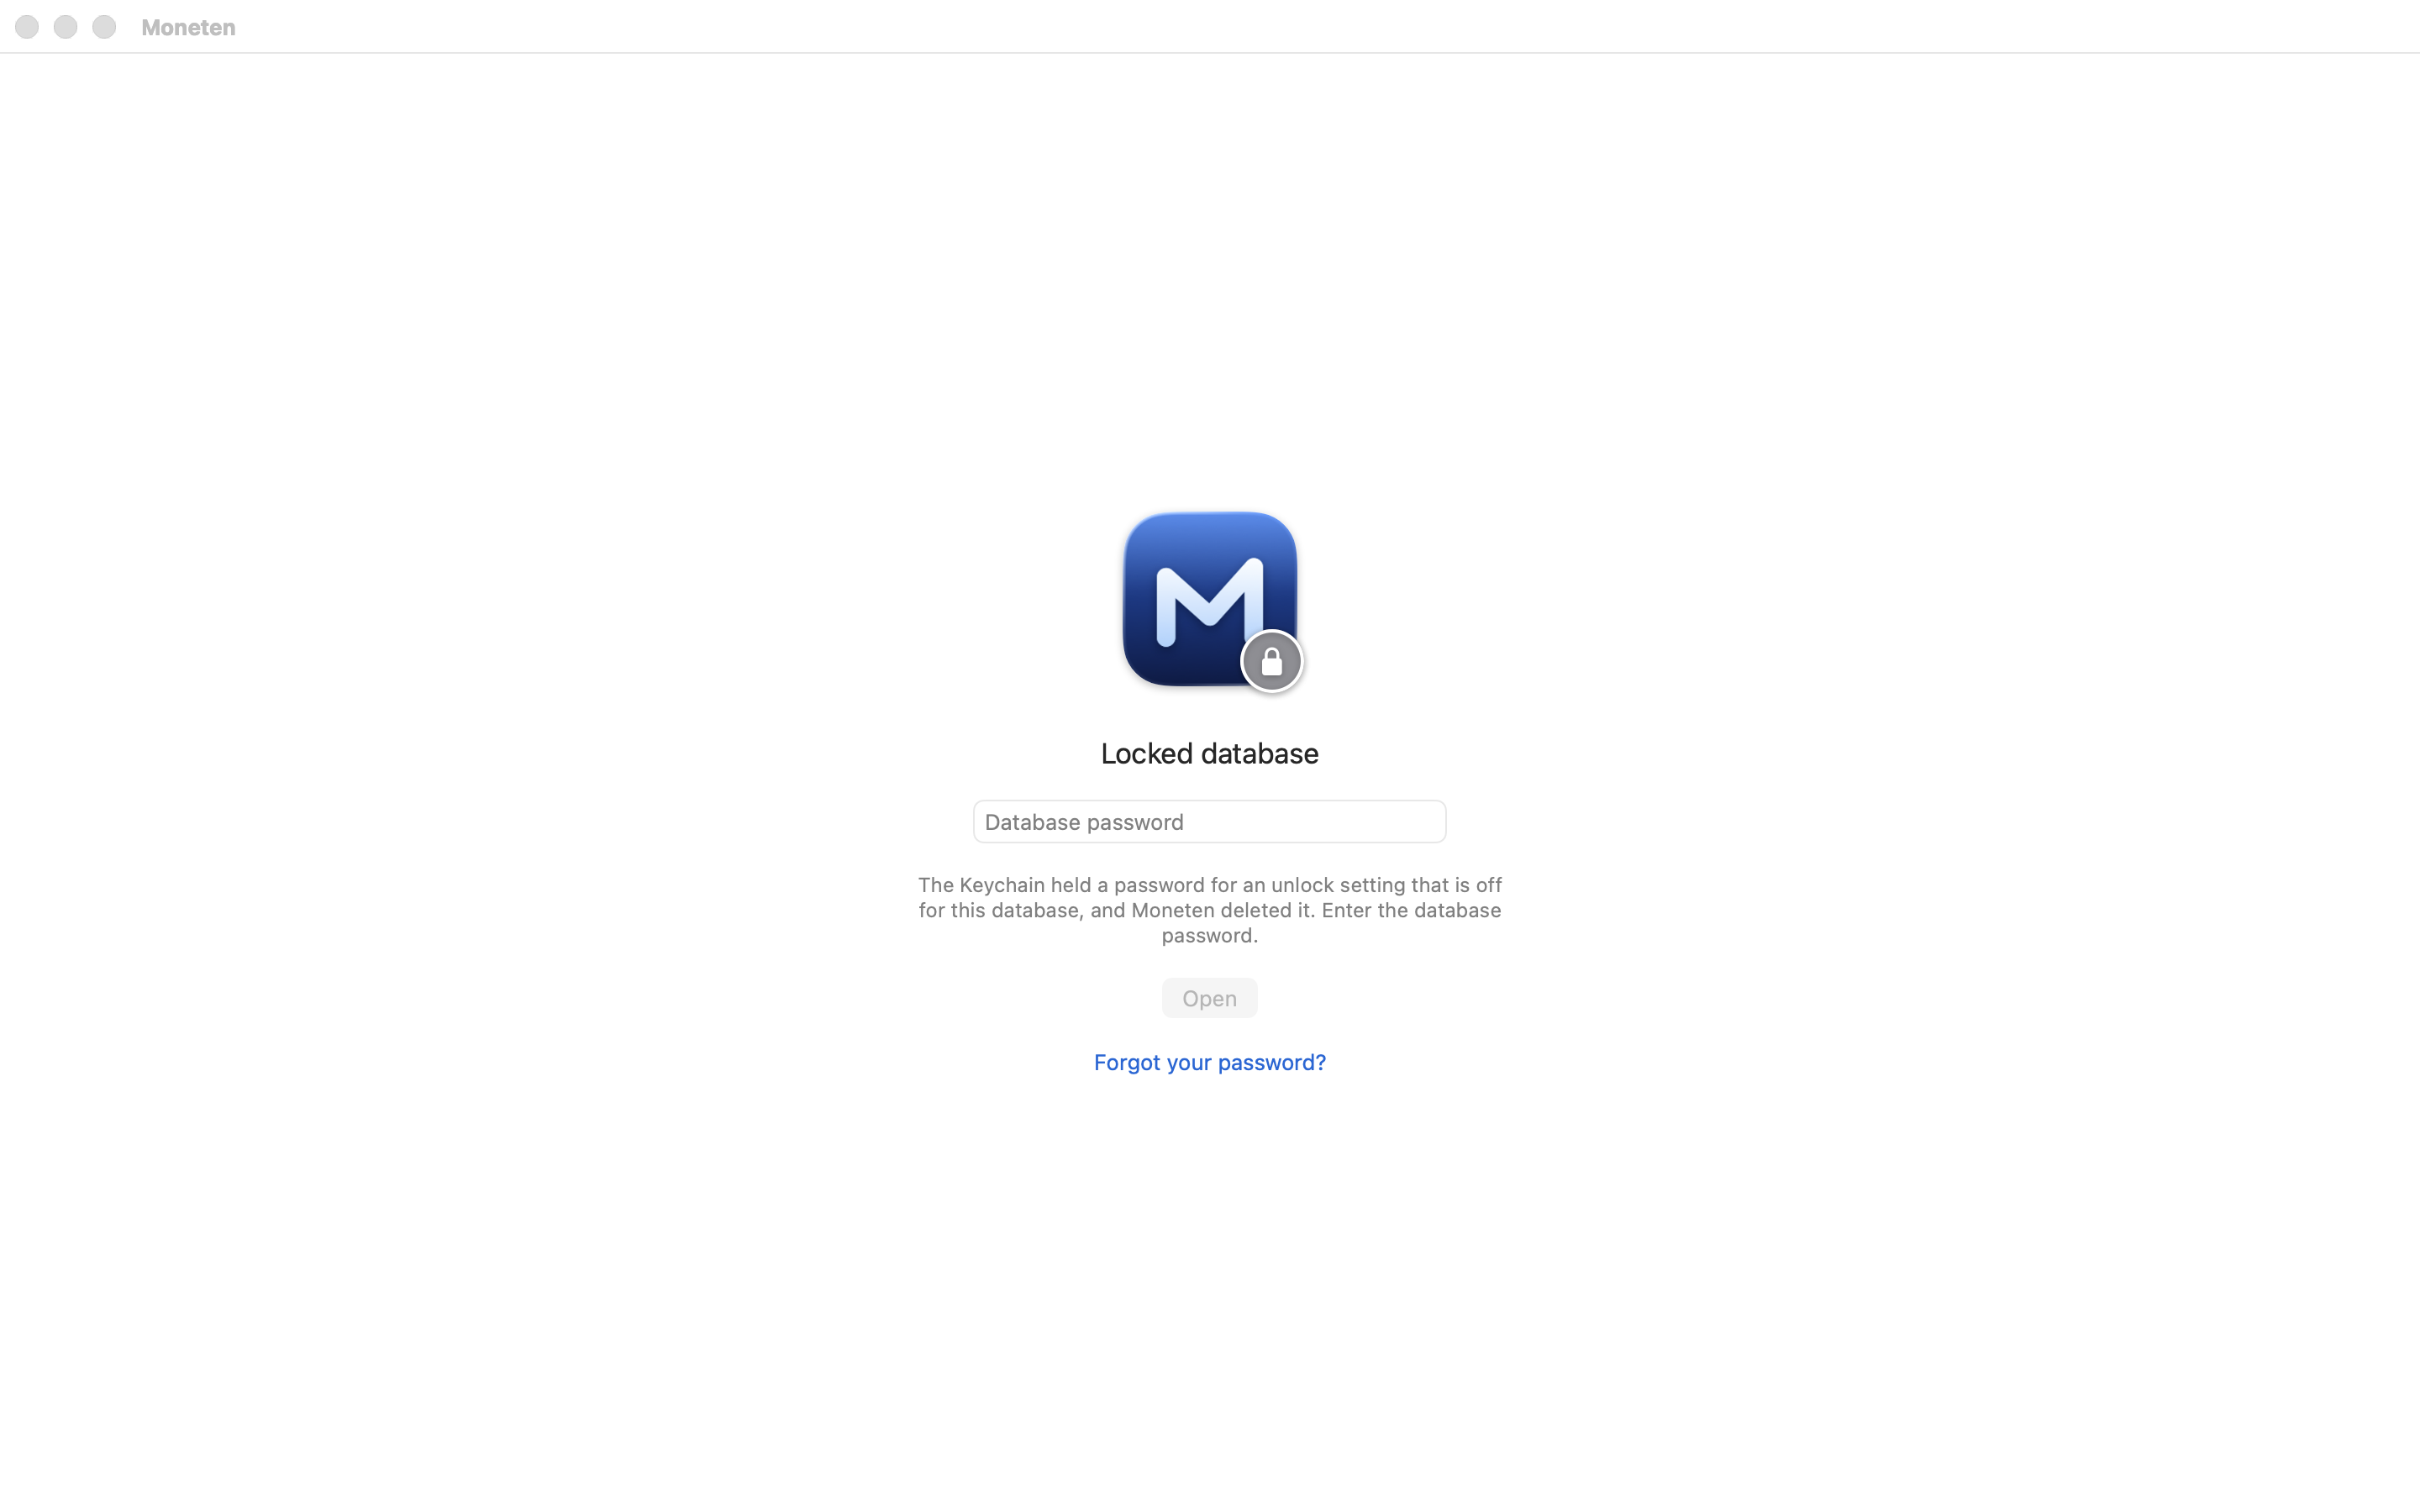 Moneten
Locked database
Database password
The Keychain held a password for an unlock setting that is off
for this database, and Moneten deleted it. Enter the database
password.
Open
Forgot your password?